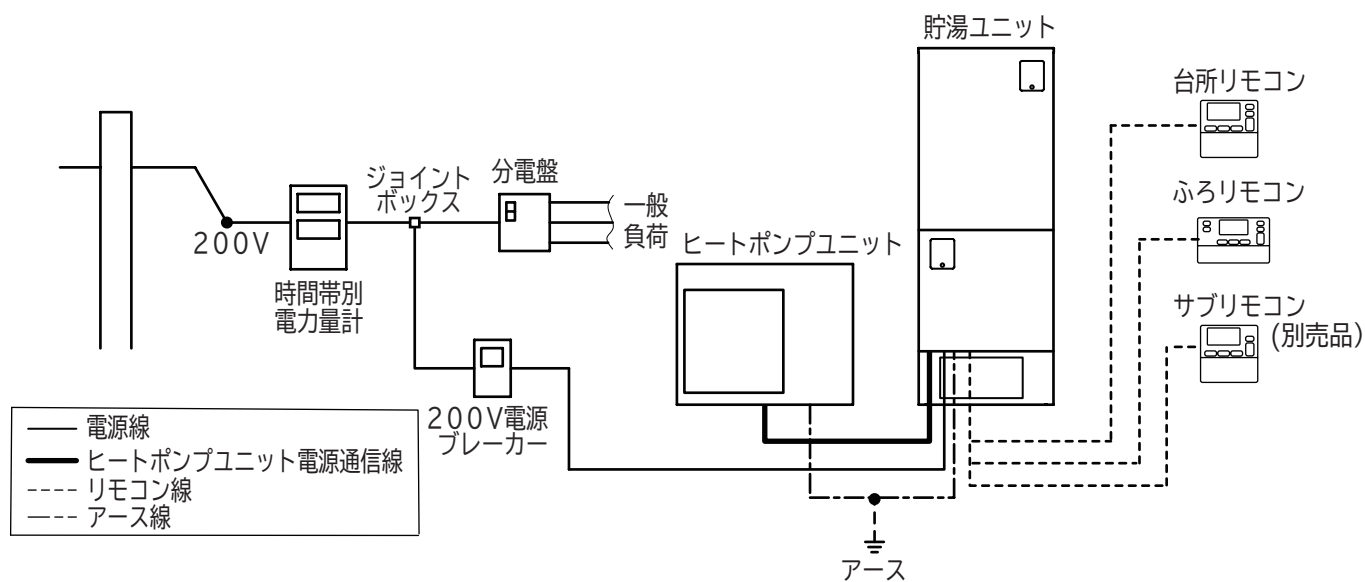 貯湯ユニット
台所リモコン
ジョイント
ボックス
分電盤
一般
負荷
ふろリモコン
200V
ヒートポンプユニット
時間帯別
電力量計
サブリモコン
(別売品)
200V電源
ブレーカー
電源線
ヒートポンプユニット電源通信線
リモコン線
アース線
アース